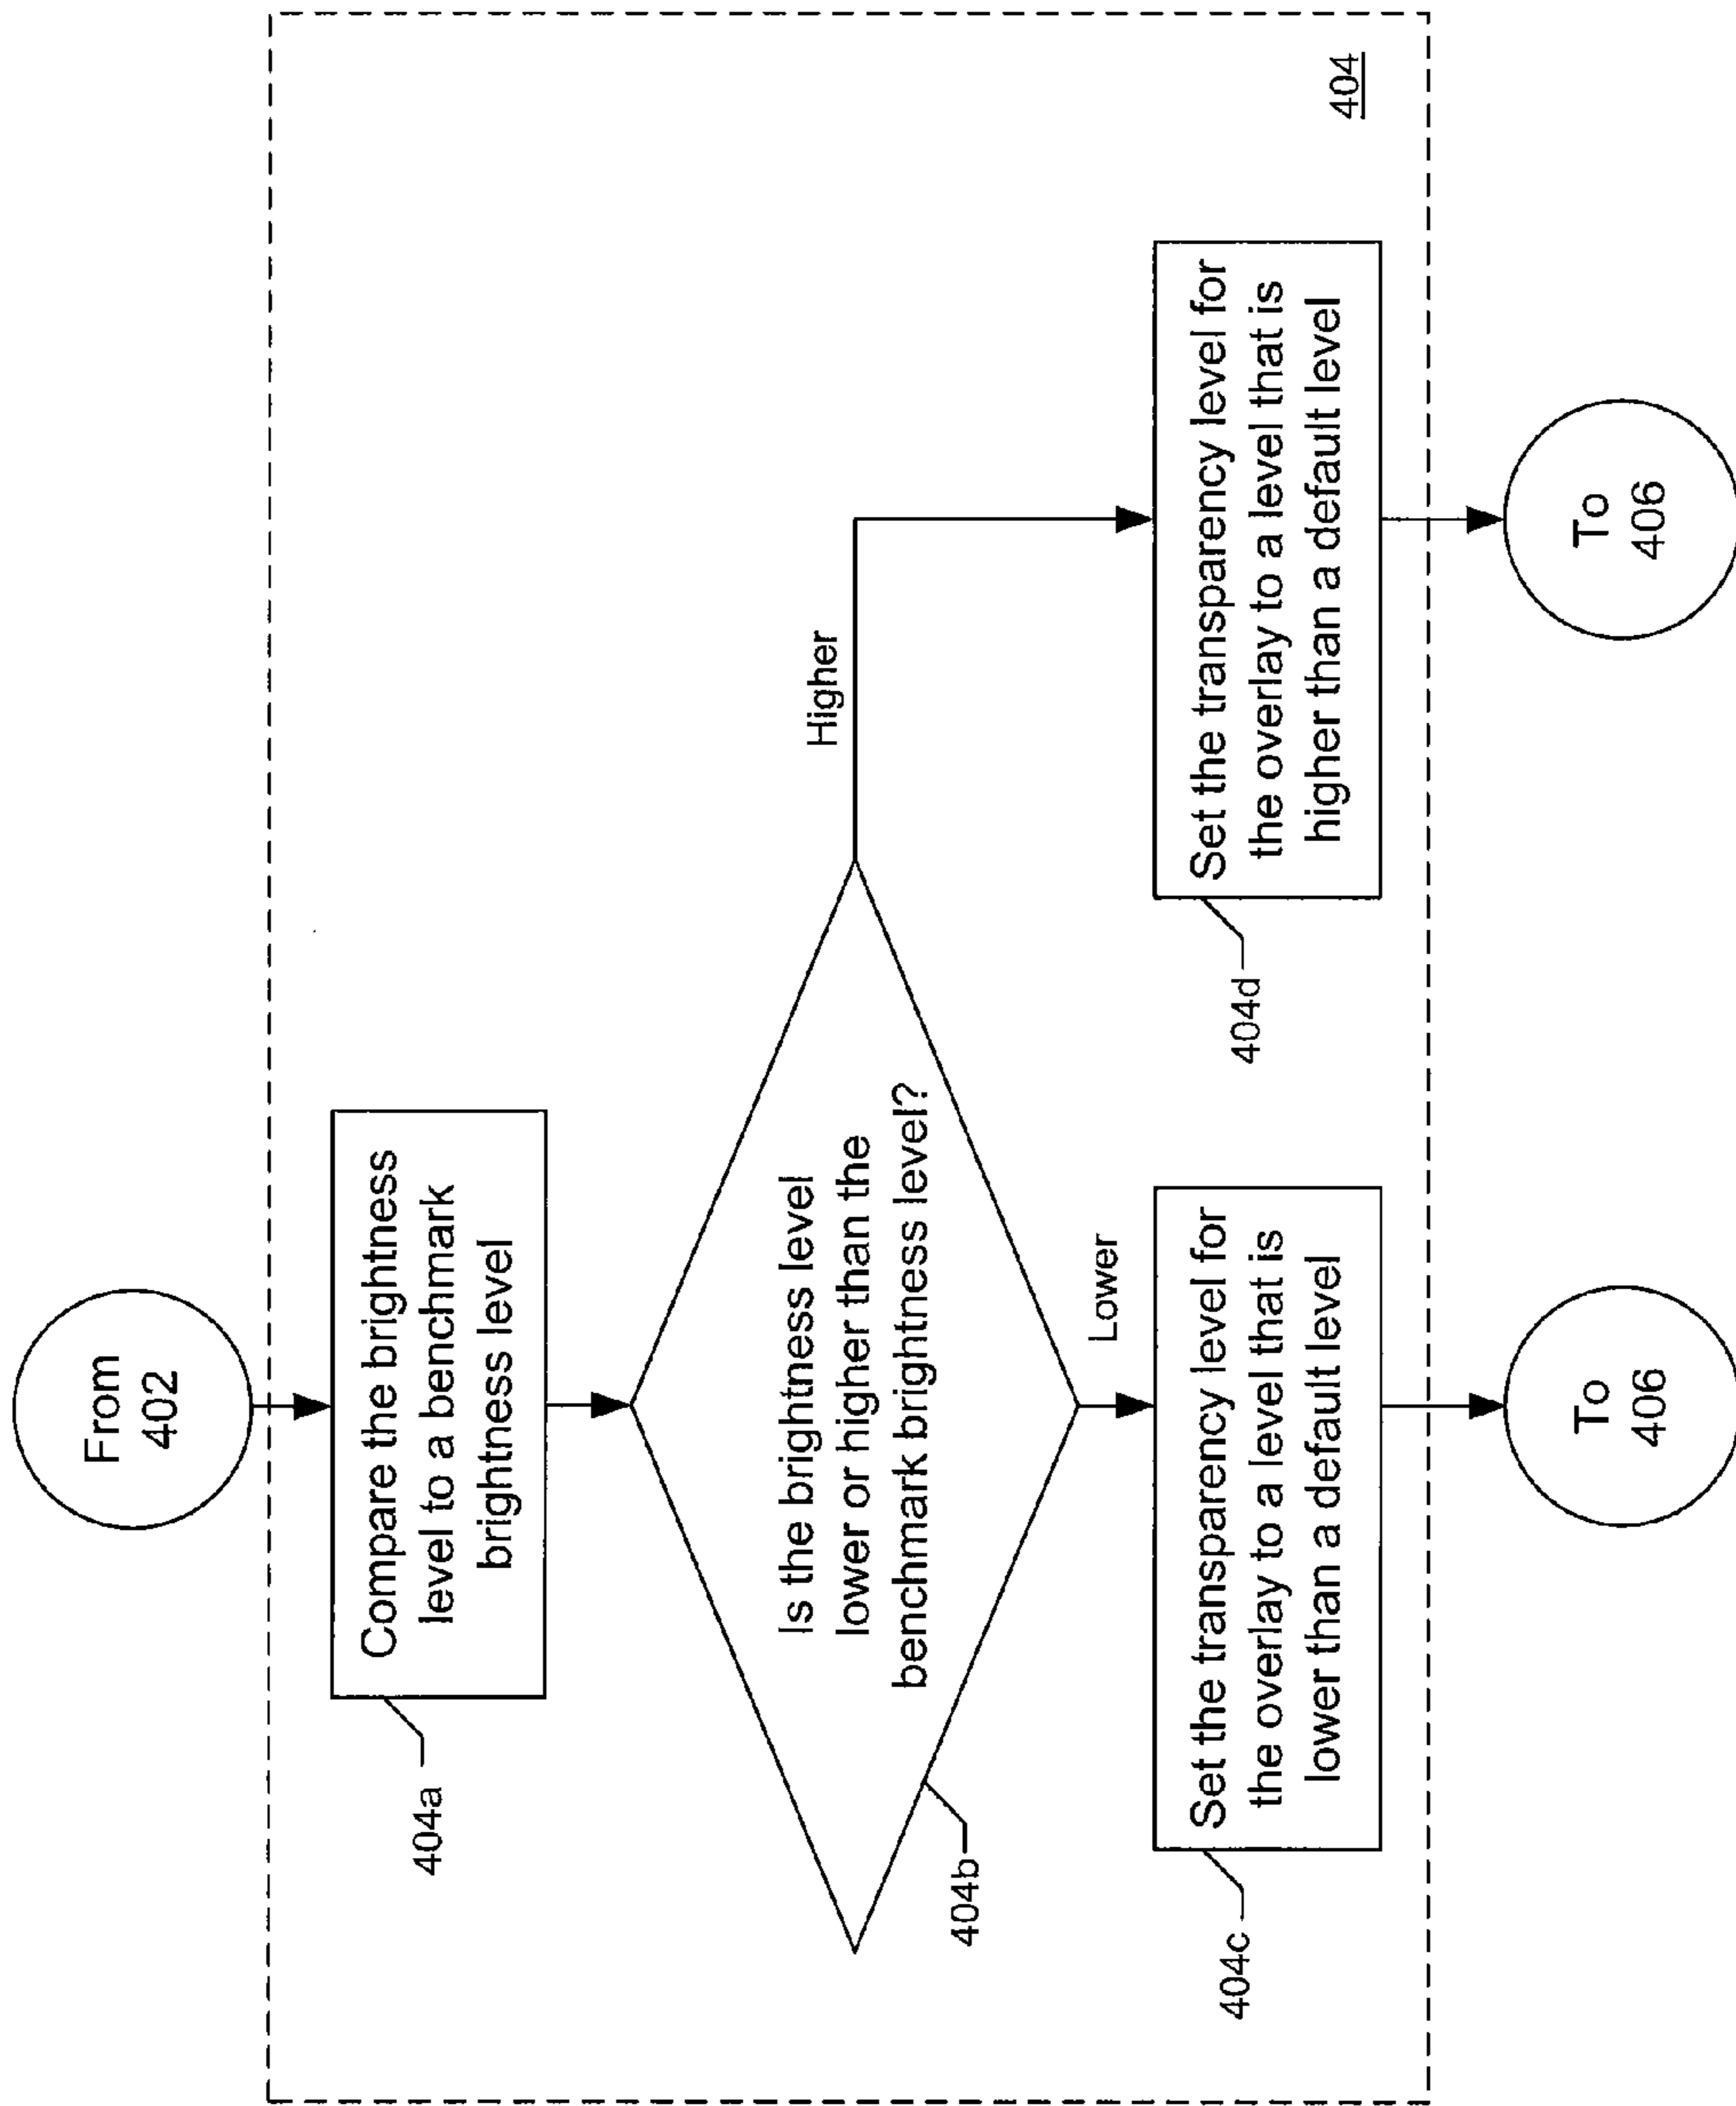 From
402
Compare the brightness
level to a benchmark
brightness level
404a
Is the brightness level
lower or higher than the
benchmark brightness level?
404b
Higher
Lower
Set the transparency level for
the overlay to a level that is
lower than a default level
404c
Set the transparency level for
the overlay to a level that is
higher than a default level
404d
404
To
406
To
406